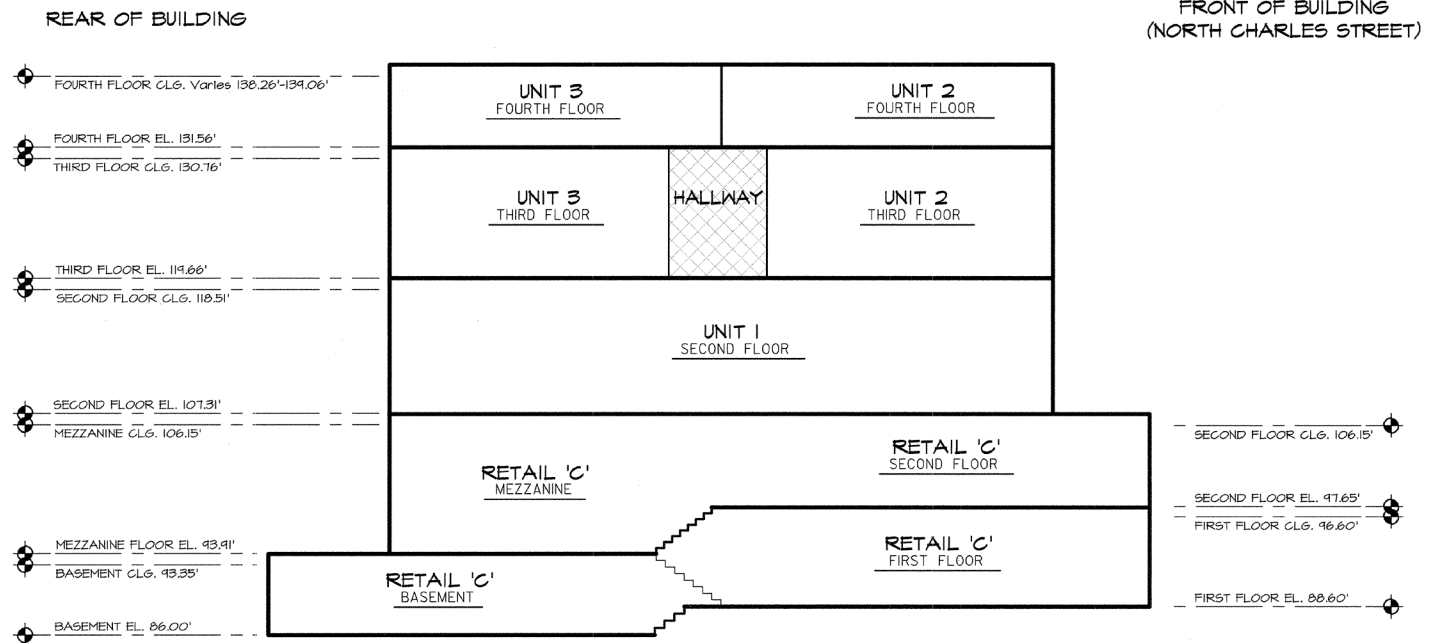 REAR OF BUILDING
FRONT OF BUILDING
(NORTH CHARLES STREET)
FOURTH FLOOR CLG. Varies 138.26'-139.06'
UNIT 3
FOURTH FLOOR
UNIT 2
FOURTH FLOOR
FOURTH FLOOR EL. 131.56'
THIRD FLOOR CLG. 130.76'
UNIT 3
THIRD FLOOR
HALLWAY
UNIT 2
THIRD FLOOR
THIRD FLOOR EL. 119.66'
SECOND FLOOR CLG. 118.51'
UNIT 1
SECOND FLOOR
SECOND FLOOR EL. 107.31'
MEZZANINE CLG. 106.15'
SECOND FLOOR CLG. 106.15'
RETAIL 'C'
SECOND FLOOR
RETAIL 'C'
MEZZANINE
SECOND FLOOR EL. 97.65'
FIRST FLOOR CLG. 96.60'
MEZZANINE FLOOR EL. 93.91'
BASEMENT CLG. 93.35'
RETAIL 'C'
FIRST FLOOR
RETAIL 'C'
BASEMENT
FIRST FLOOR EL. 88.60'
BASEMENT EL. 86.00'